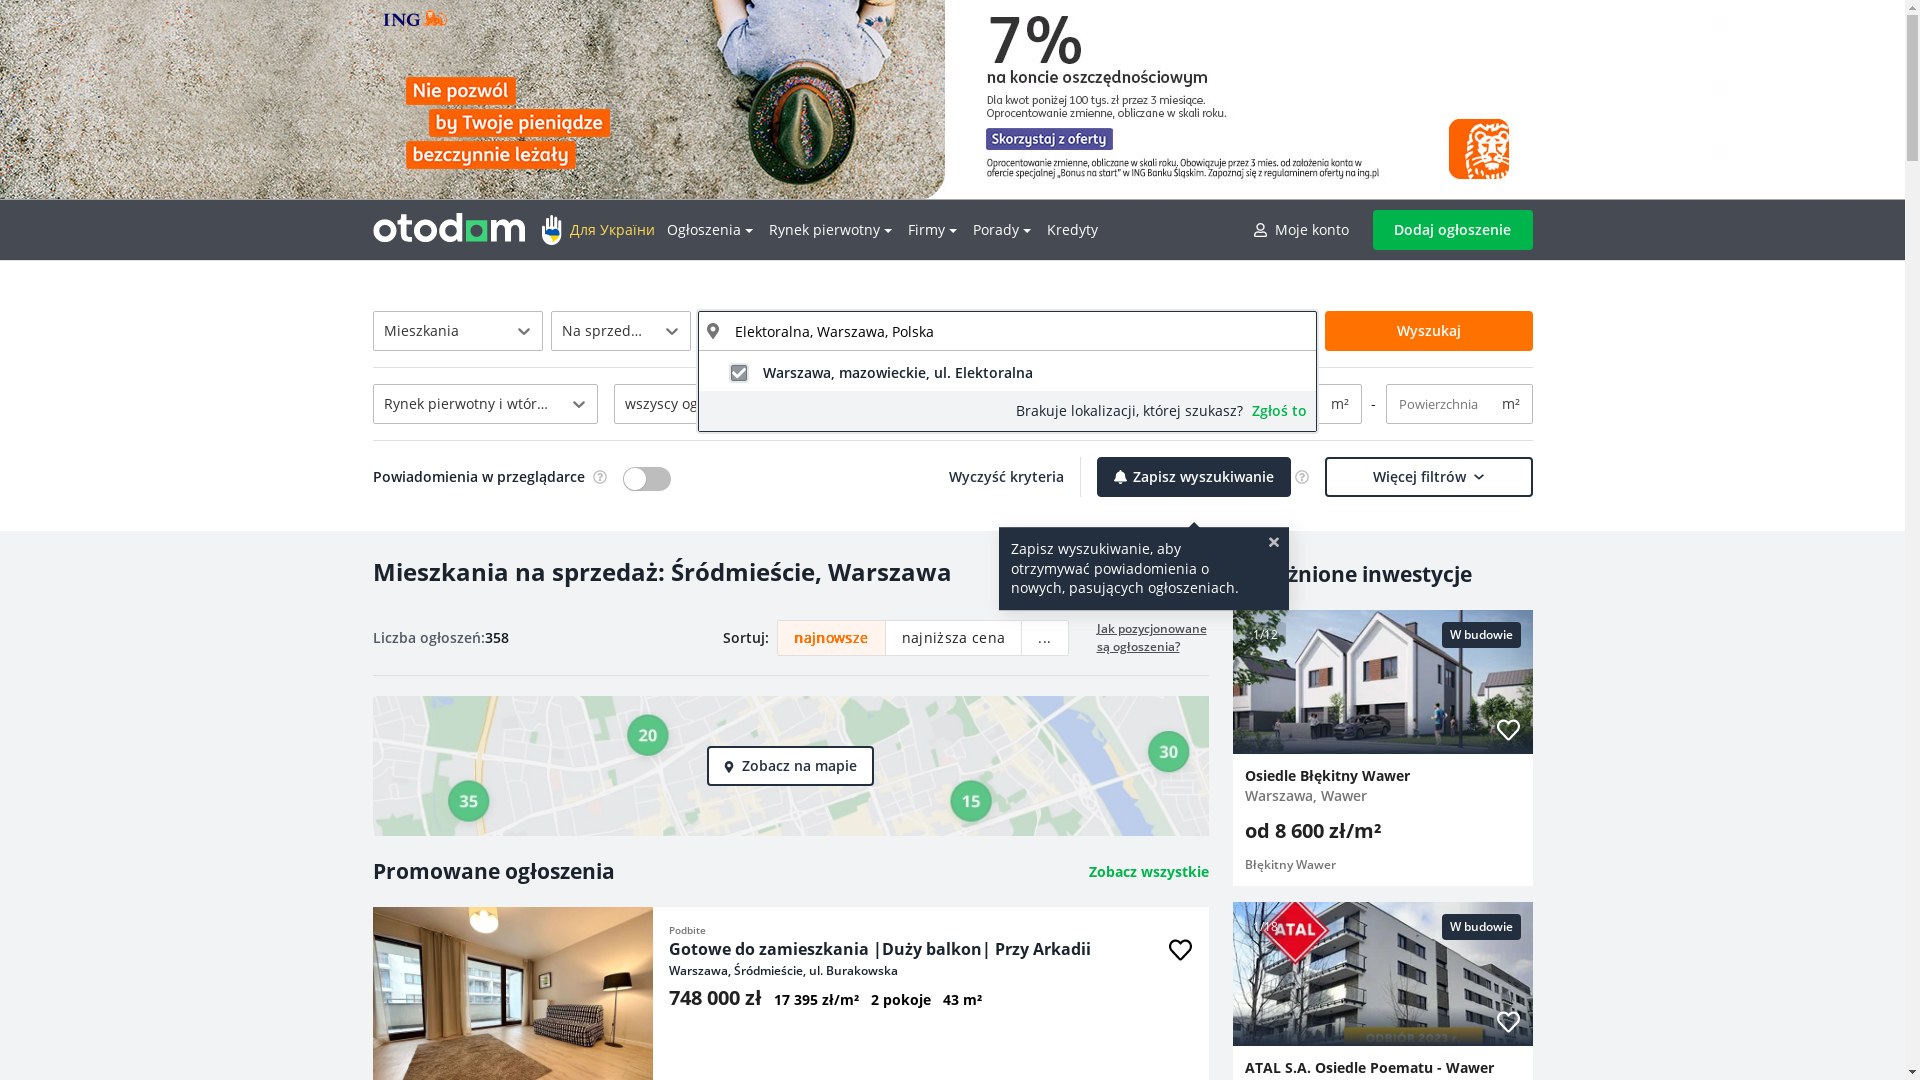 ING
Nie pozwól
by Twoje pieniądze
bezczynnie leżały
7%
na koncie oszczędnościowym
Dla kwot poniżej 100 tys. zł przez 3 miesiące.
Oprocentowanie zmienne, obliczane w skali roku.
Skorzystaj z oferty
Oprocentowanie zmienne, obliczane w skali roku. Obowiązuje przez 3 mies. od założenia konta w
ofercie specjalnej „Bonus na start” w ING Banku Śląskim. Zapoznaj się z regulaminem oferty na ing.pl
otodom
Для України
Ogłoszenia
Rynek pierwotny
Firmy
Porady
Kredyty
Moje konto
Dodaj ogłoszenie
Mieszkania
Na sprzed...
Elektoralna, Warszawa, Polska
Wyszukaj
Warszawa, mazowieckie, ul. Elektoralna
Brakuje lokalizacji, której szukasz? Zgłoś to
Rynek pierwotny i wtór...
wszyscy og
m²
-
Powierzchnia
m²
Powiadomienia w przeglądarce
Wyczyść kryteria
Zapisz wyszukiwanie
Więcej filtrów
Zapisz wyszukiwanie, aby
otrzymywać powiadomienia o
nowych, pasujących ogłoszeniach.
Mieszkania na sprzedaż: Śródmieście, Warszawa
żnione inwestycje
Liczba ogłoszeń:358
Sortuj:
najnowsze
najniższa cena
...
Jak pozycjonowane
są ogłoszenia?
20
30
35
15
Zobacz na mapie
Promowane ogłoszenia
Zobacz wszystkie
Podbite
Gotowe do zamieszkania |Duży balkon| Przy Arkadii
Warszawa, Śródmieście, ul. Burakowska
748 000 zł
17 395 zł/m²
2 pokoje
43 m²
1/12
W budowie
Osiedle Błękitny Wawer
Warszawa, Wawer
od 8 600 zł/m²
Błękitny Wawer
1/18
ATAL
W budowie
ODBIÓR 2023 r.
ATAL S.A. Osiedle Poematu - Wawer